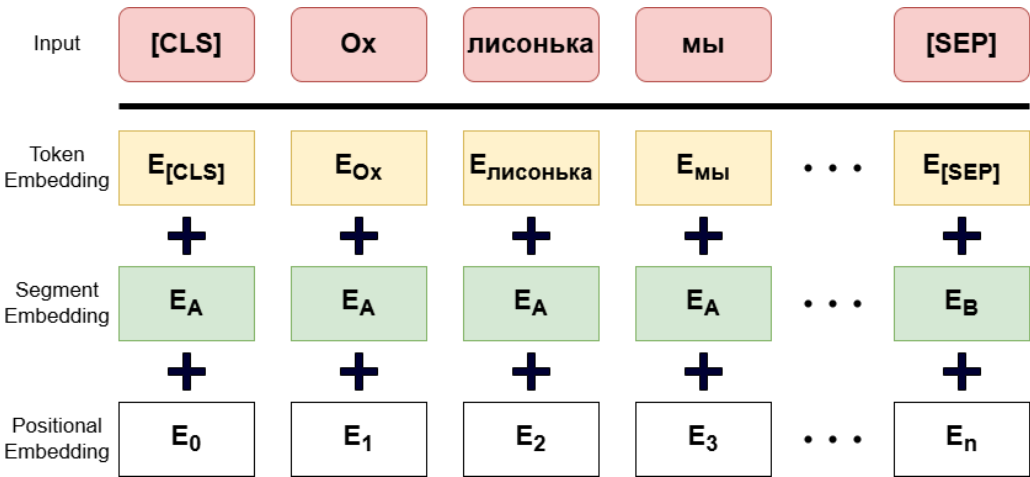 Input [CLS] Ох лисонька мы [SEP]
Token Embedding E[CLS] EОх Eлисонька Eмы • • • E[SEP]
+ + + + +
Segment Embedding EA EA EA EA • • • EB
+ + + + +
Positional Embedding E0 E1 E2 E3 • • • En